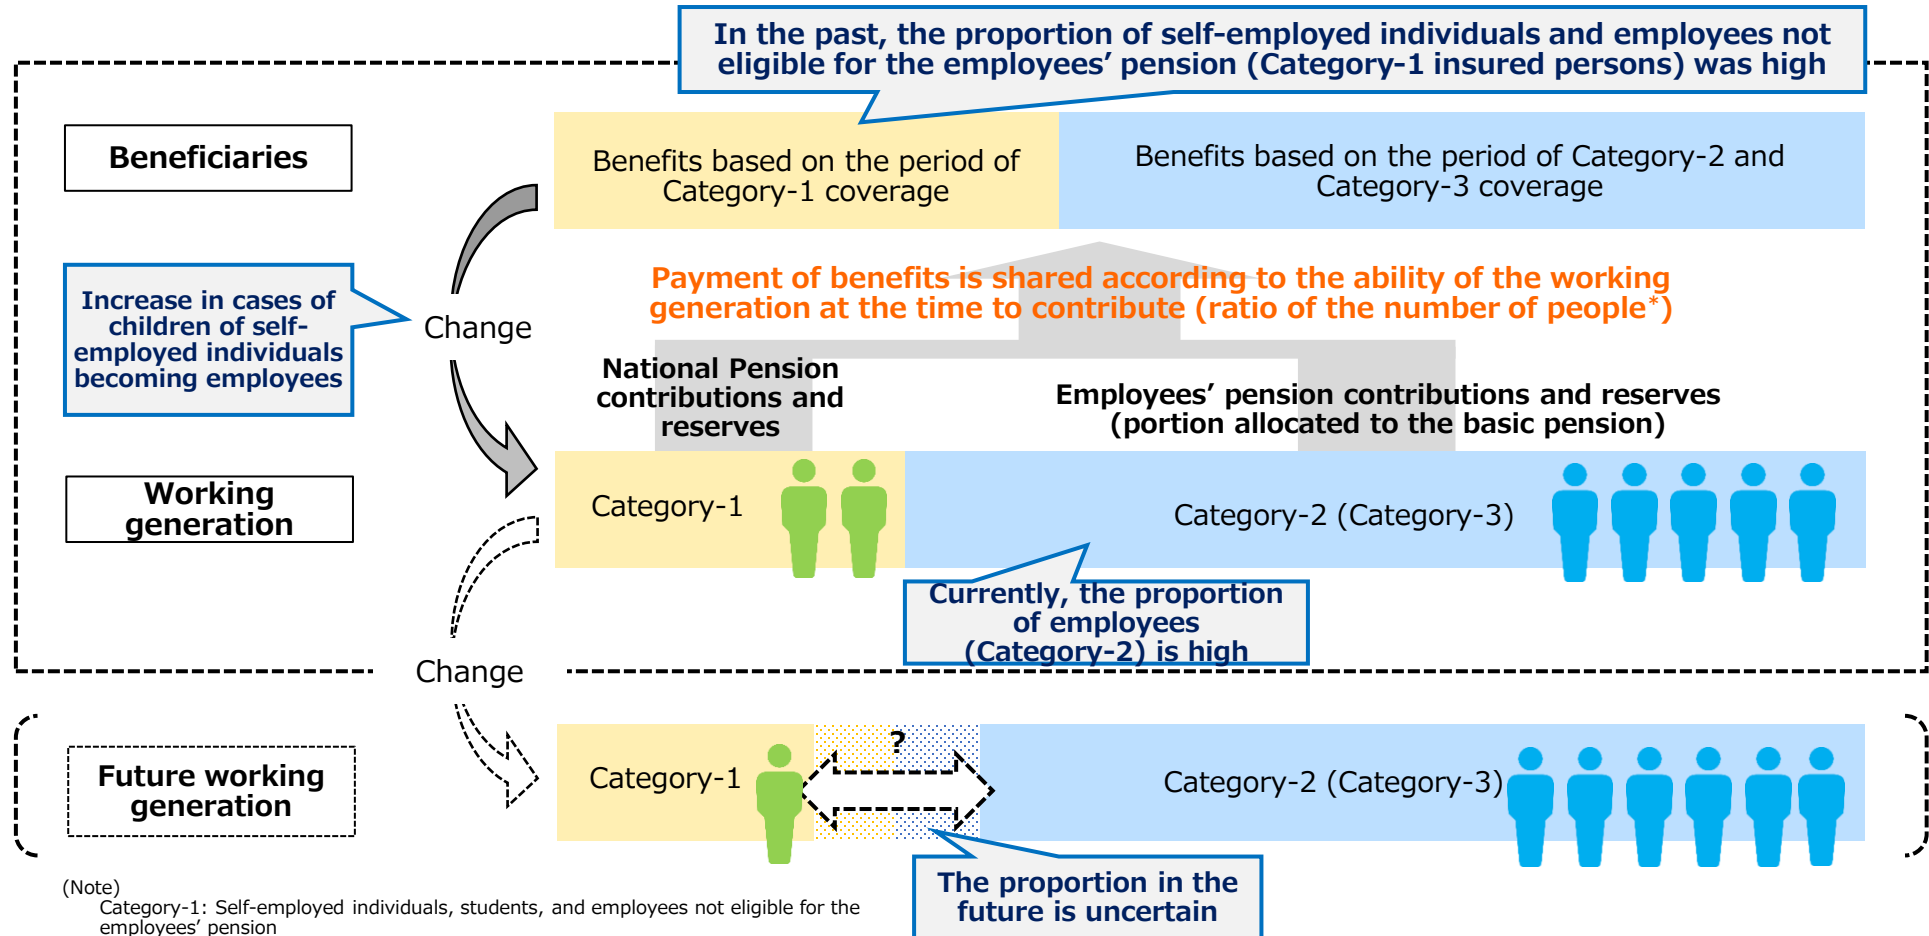 In the past, the proportion of self-employed individuals and employees not
eligible for the employees’ pension (Category-1 insured persons) was high
Beneficiaries
Benefits based on the period of
Category-1 coverage
Benefits based on the period of Category-2 and
Category-3 coverage
Increase in cases of
children of self-
employed individuals
becoming employees
Change
Payment of benefits is shared according to the ability of the working
generation at the time to contribute (ratio of the number of people*)
National Pension
contributions and
reserves
Employees’ pension contributions and reserves
(portion allocated to the basic pension)
Working
generation
Category-1
Category-2 (Category-3)
Currently, the proportion
of employees
(Category-2) is high
Change
Future working
generation
Category-1
?
Category-2 (Category-3)
The proportion in the
future is uncertain
(Note)
Category-1: Self-employed individuals, students, and employees not eligible for the
employees’ pension